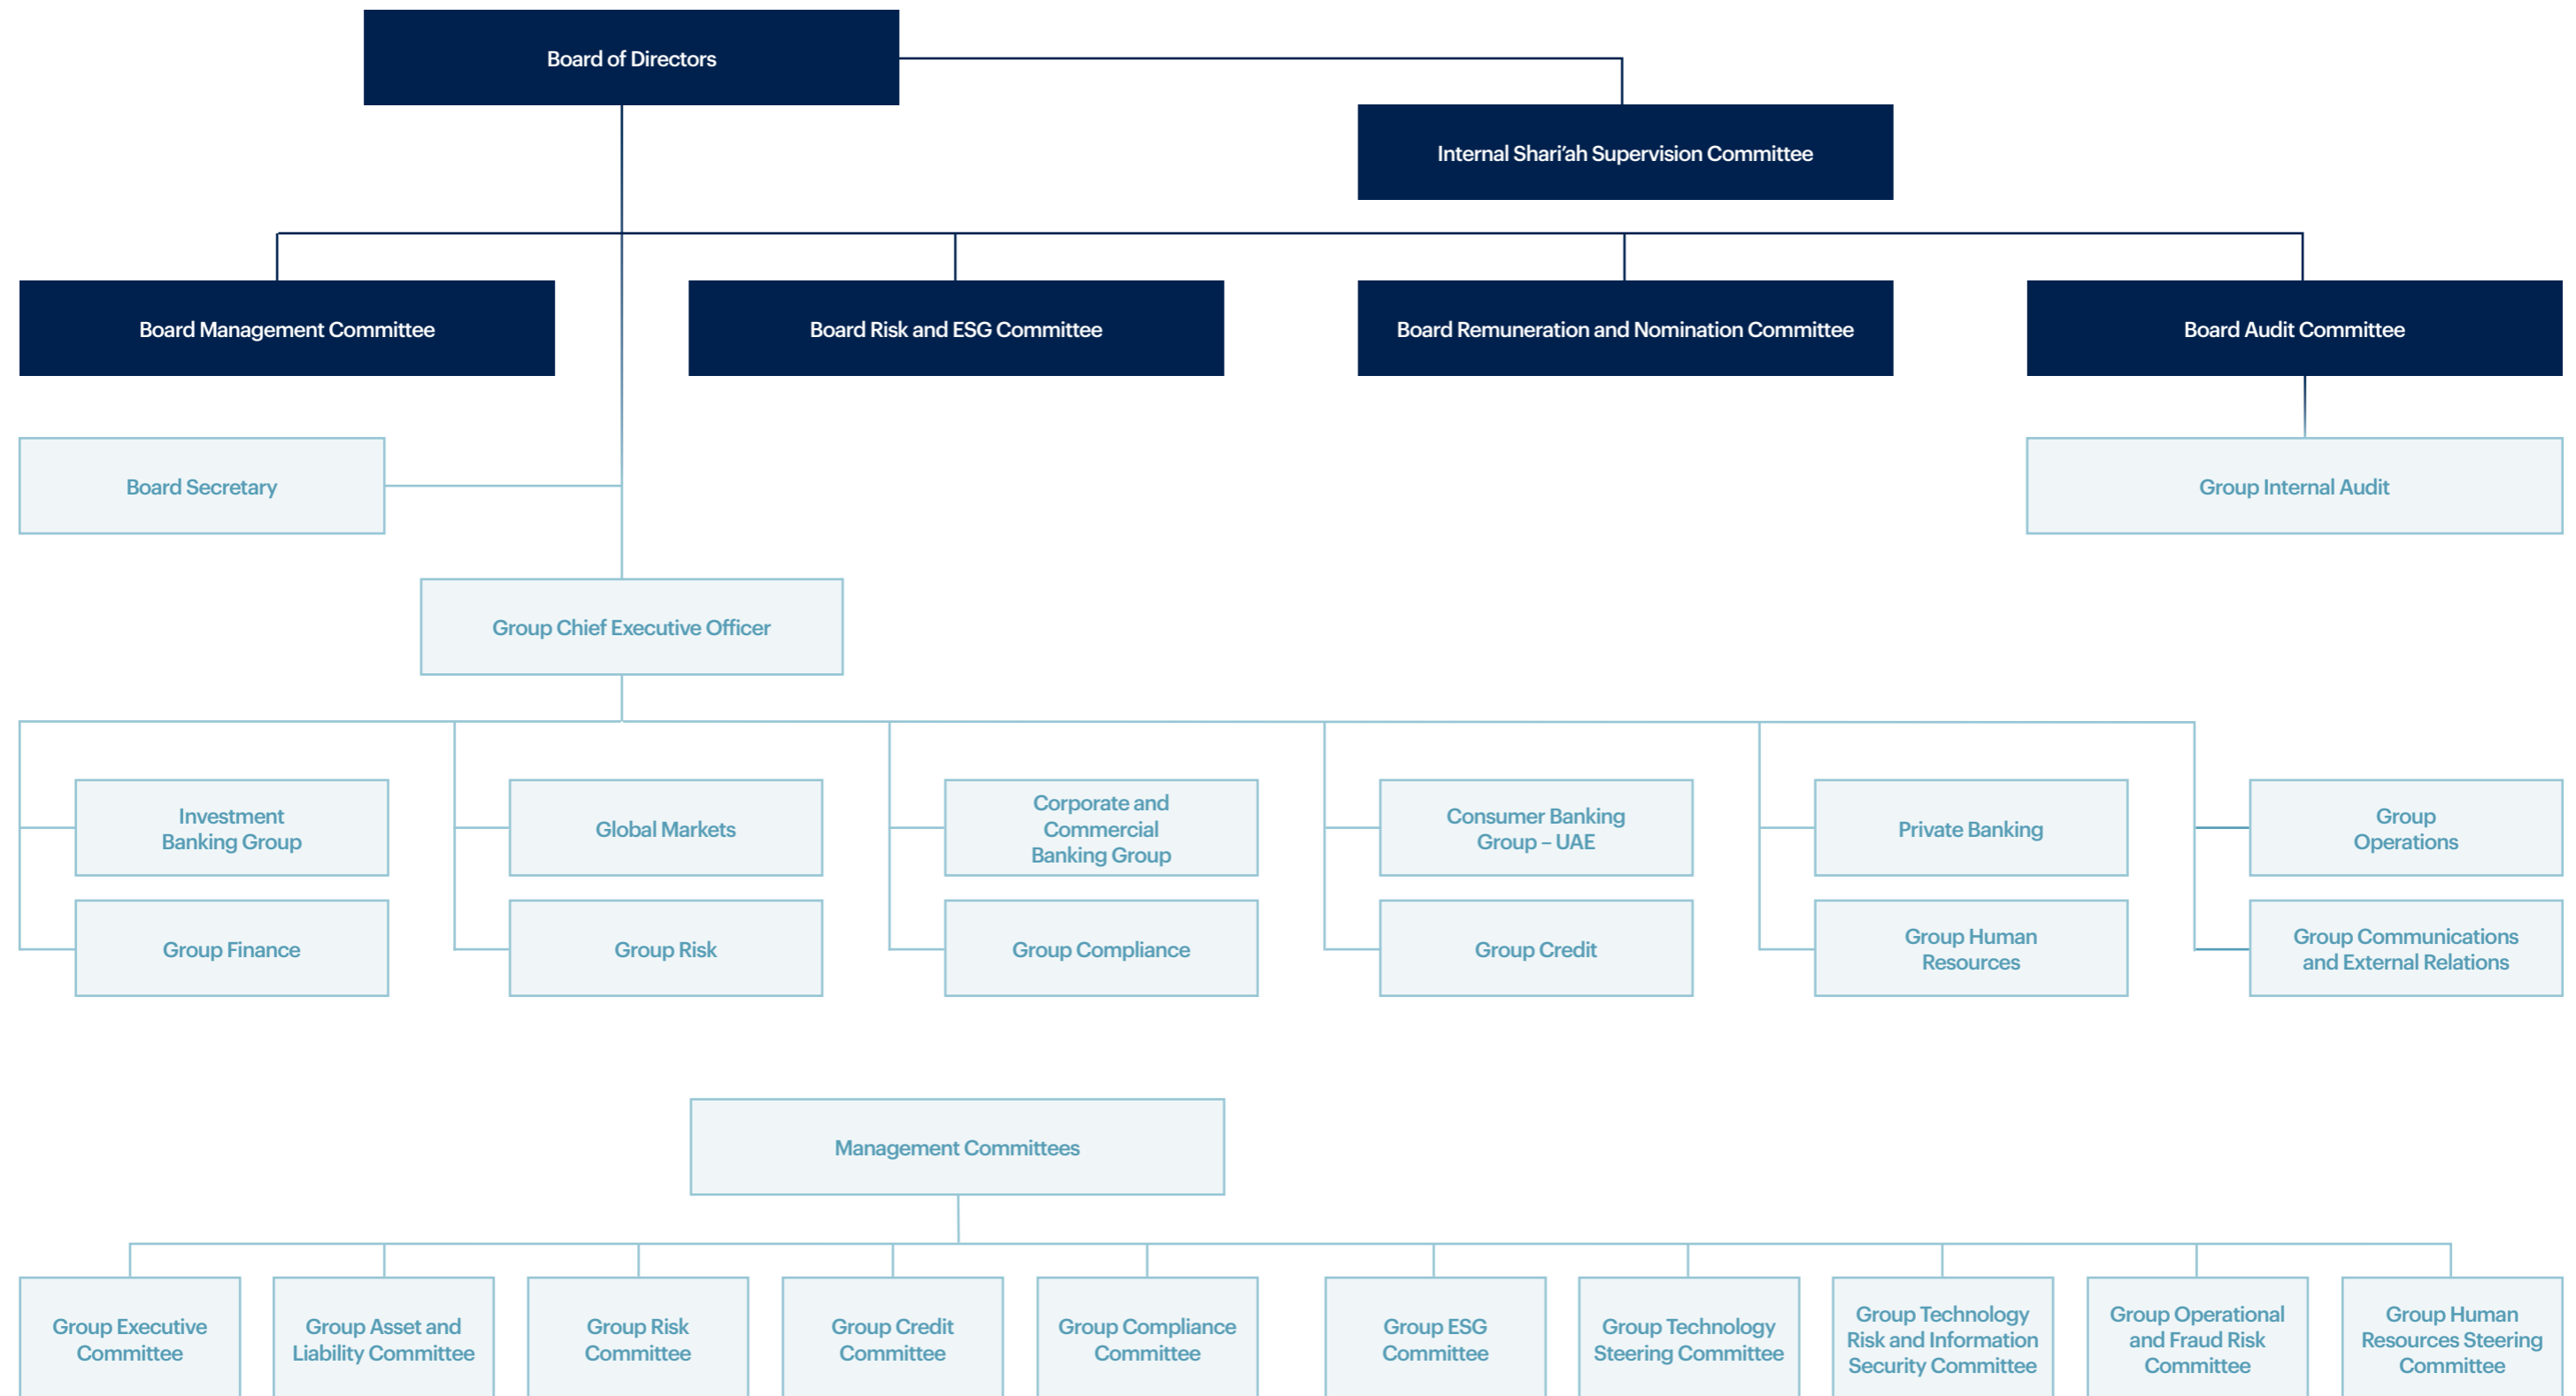 Board of Directors
Internal Shari’ah Supervision Committee
Board Management Committee
Board Risk and ESG Committee
Board Remuneration and Nomination Committee
Board Audit Committee
Board Secretary
Group Internal Audit
Group Chief Executive Officer
Investment
Banking Group
Global Markets
Corporate and
Commercial
Banking Group
Consumer Banking
Group – UAE
Private Banking
Group
Operations
Group Finance
Group Risk
Group Compliance
Group Credit
Group Human
Resources
Group Communications
and External Relations
Management Committees
Group Executive
Committee
Group Asset and
Liability Committee
Group Risk
Committee
Group Credit
Committee
Group Compliance
Committee
Group ESG
Committee
Group Technology
Steering Committee
Group Technology
Risk and Information
Security Committee
Group Operational
and Fraud Risk
Committee
Group Human
Resources Steering
Committee